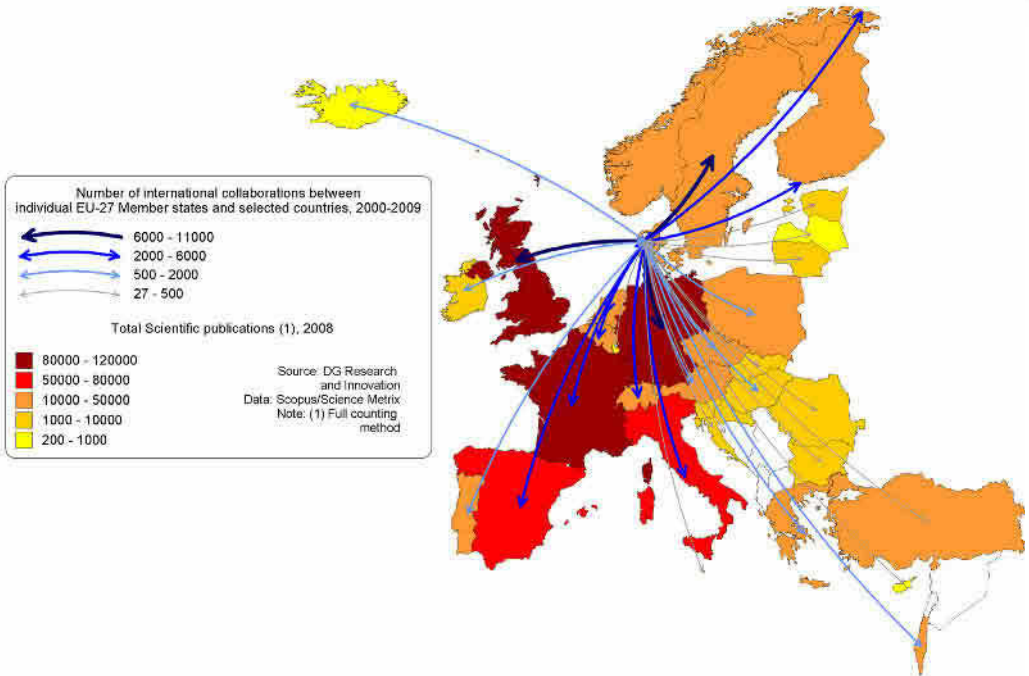 Number of international collaborations between
individual EU-27 Member states and selected countries, 2000-2009
6000 - 11000
2000 - 6000
500 - 2000
27 - 500
Total Scientific publications (1), 2008
80000 - 120000
50000 - 80000
10000 - 50000
1000 - 10000
200 - 1000
Source: DG Research
and Innovation
Data: Scopus/Science Metrix
Note: (1) Full counting
method